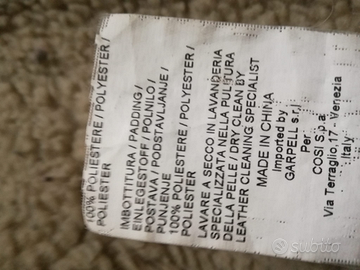 100% POLIESTERE / POLYESTER /
POLIESTER
IMBOTTITURA / PADDING /
EINLEGESTOFF / POLNILO /
POSTAVA / PODSTAVLJANJE /
PUNJENJE
100% POLIESTERE / POLYESTER /
POLIESTER
LAVARE A SECCO IN LAVANDERIA
SPECIALIZZATA NELLA PULITURA
DELLA PELLE / DRY CLEAN BY
LEATHER CLEANING SPECIALIST
MADE IN CHINA
Imported by
GARPELL s.r.l
Per:
COSI S.p.a
Via Terraglio,17 - Venezia
Italy
subito